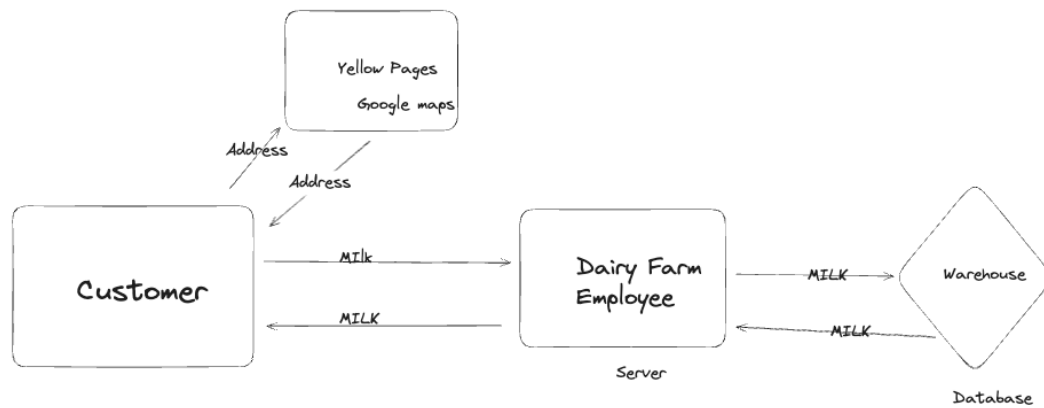 Yellow Pages
Google maps
Address
Address
Customer
MIlk
MILK
Dairy Farm
Employee
Server
MILK
MILK
Warehouse
Database